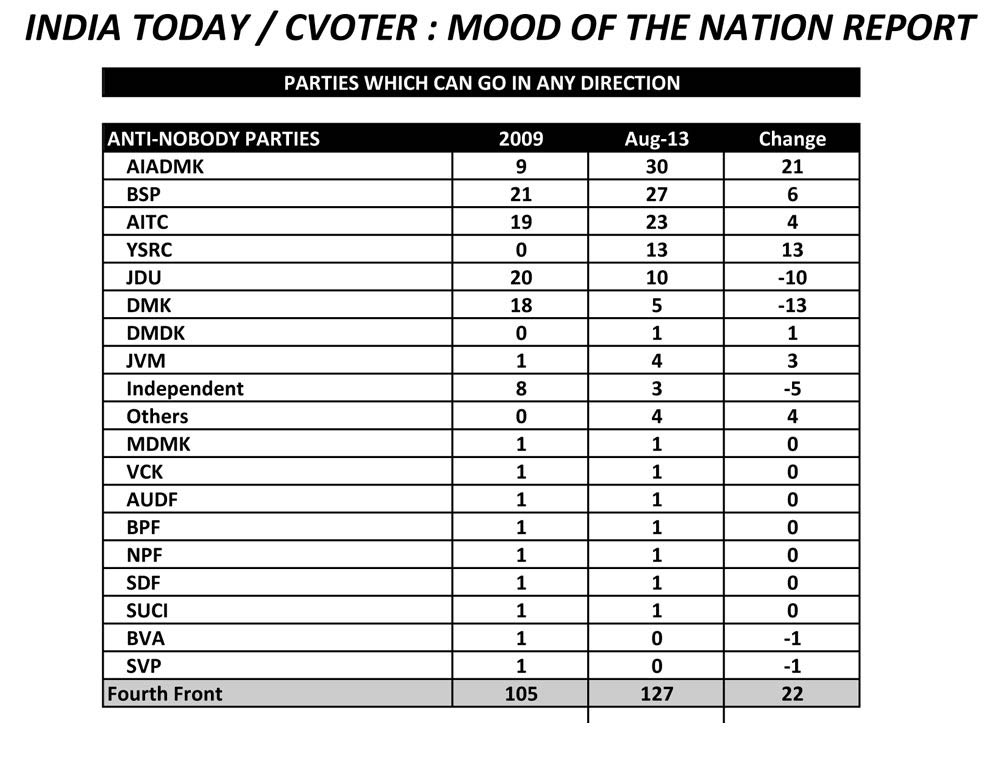 INDIA TODAY / CVOTER : MOOD OF THE NATION REPORT
PARTIES WHICH CAN GO IN ANY DIRECTION
ANTI-NOBODY PARTIES 2009 Aug-13 Change
AIADMK 9 30 21
BSP 21 27 6
AITC 19 23 4
YSRC 0 13 13
JDU 20 10 -10
DMK 18 5 -13
DMDK 0 1 1
JVM 1 4 3
Independent 8 3 -5
Others 0 4 4
MDMK 1 1 0
VCK 1 1 0
AUDF 1 1 0
BPF 1 1 0
NPF 1 1 0
SDF 1 1 0
SUCI 1 1 0
BVA 1 0 -1
SVP 1 0 -1
Fourth Front 105 127 22